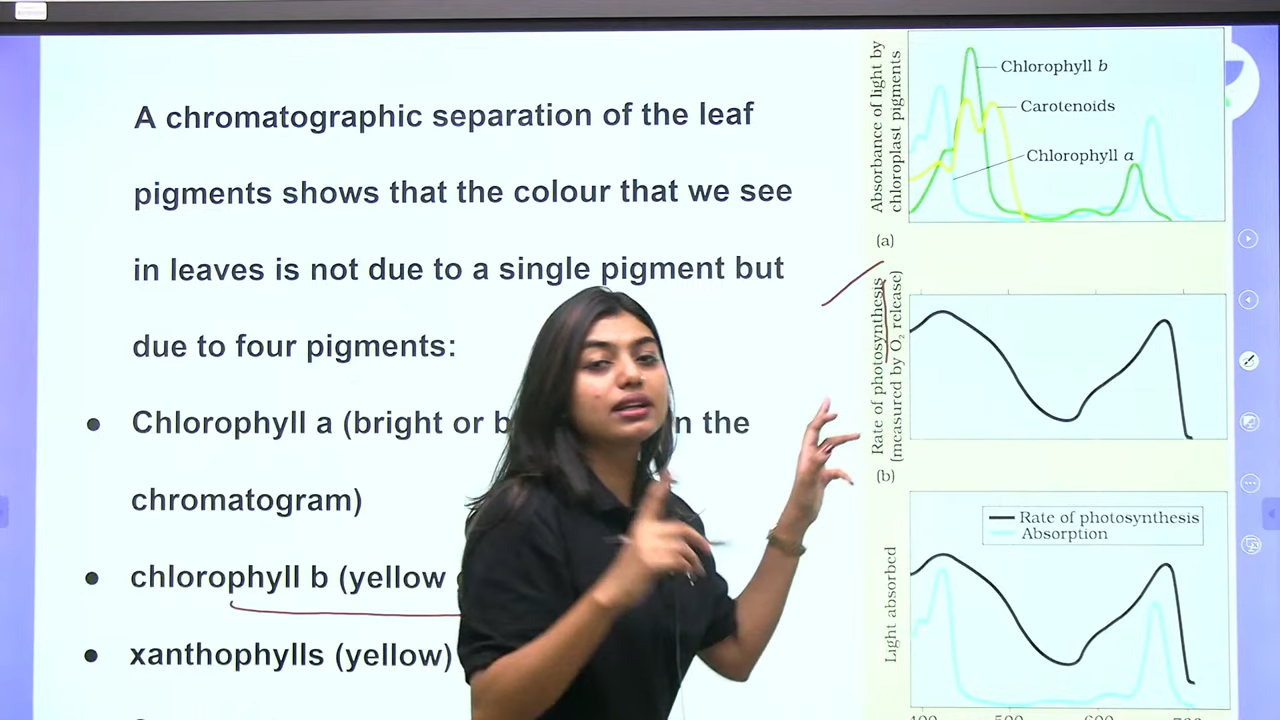 A chromatographic separation of the leaf
pigments shows that the colour that we see
in leaves is not due to a single pigment but
due to four pigments:
Chlorophyll a (bright or n the
chromatogram)
chlorophyll b (yellow
xanthophylls (yellow)
Absorbance of light by
chloroplast pigments
Chlorophyll b
Carotenoids
Chlorophyll a
(a)
Rate of photosynthesis
(measured by O₂ release)
(b)
Light absorbed
Rate of photosynthesis
Absorption
400 500 600 700